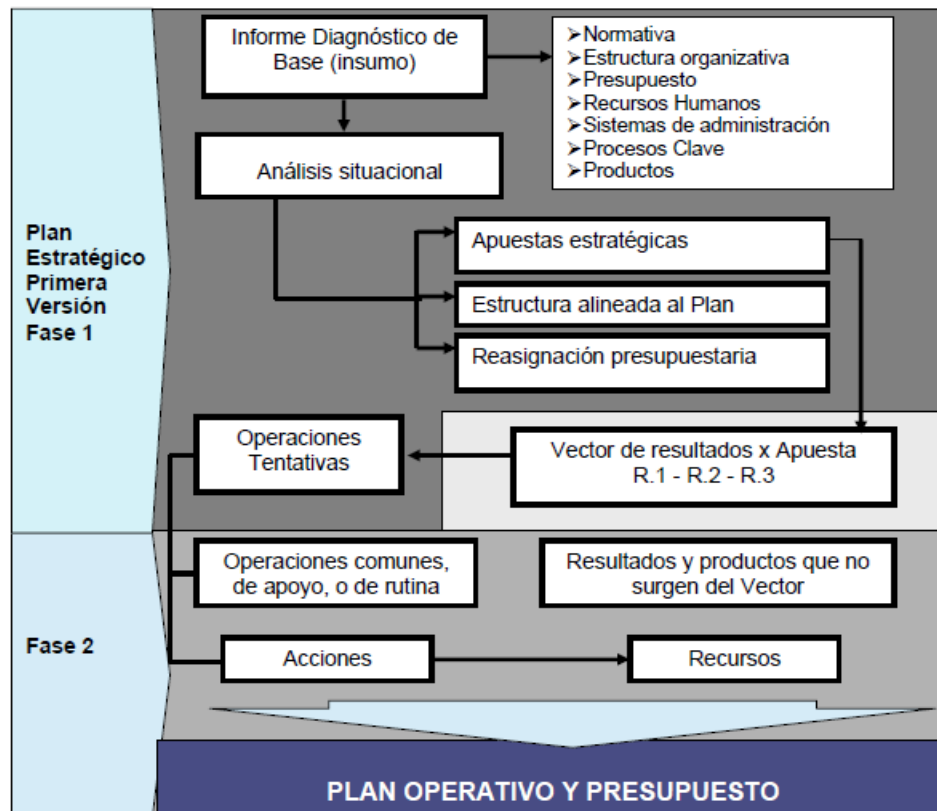 Informe Diagnóstico de
Base (insumo)
➢Normativa
➢Estructura organizativa
➢Presupuesto
➢Recursos Humanos
➢Sistemas de administración
➢Procesos Clave
➢Productos
Análisis situacional
Plan
Estratégico
Primera
Versión
Fase 1
Apuestas estratégicas
Estructura alineada al Plan
Reasignación presupuestaria
Operaciones
Tentativas
Vector de resultados x Apuesta
R.1 - R.2 - R.3
Fase 2
Operaciones comunes,
de apoyo, o de rutina
Resultados y productos que no
surgen del Vector
Acciones
Recursos
PLAN OPERATIVO Y PRESUPUESTO